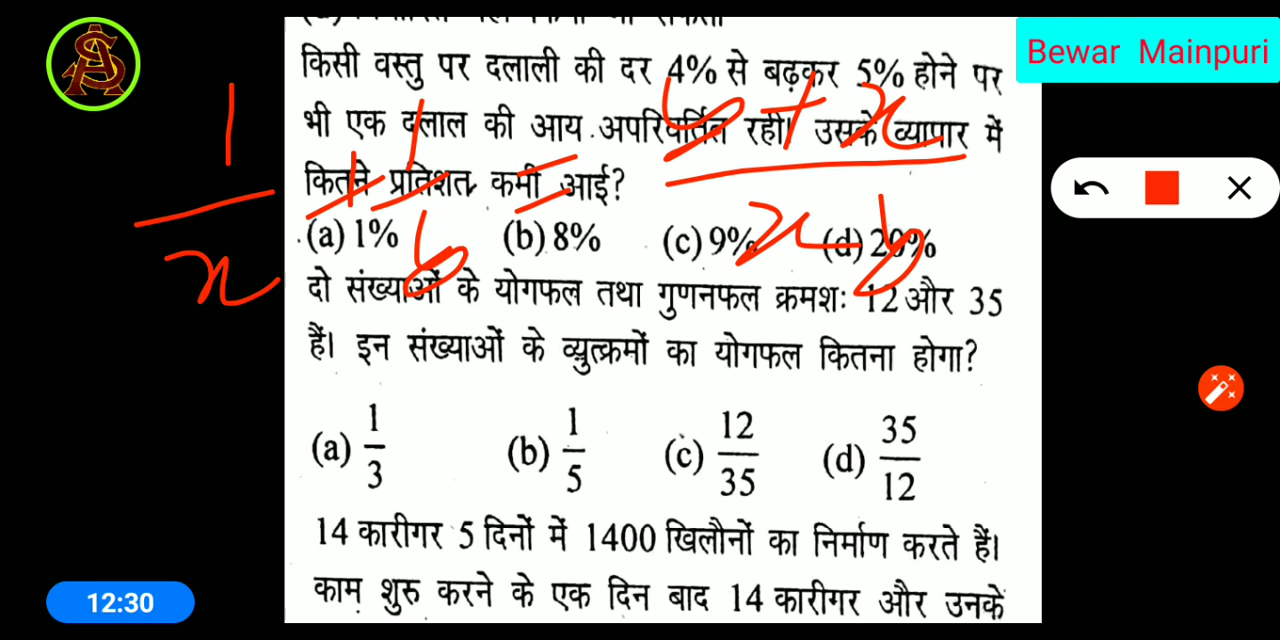 Bewar Mainpuri
किसी वस्तु पर दलाली की दर 4% से बढ़कर 5% होने पर
भी एक दलाल की आय अपरिवर्तित रही। उसके व्यापार में
कितने प्रतिशत कमी आई?
(a) 1% (b) 8% (c) 9% (d) 20%
दो संख्याओं के योगफल तथा गुणनफल क्रमशः 12 और 35
हैं। इन संख्याओं के व्युत्क्रमों का योगफल कितना होगा?
(a) 1/3 (b) 1/5 (c) 12/35 (d) 35/12
14 कारीगर 5 दिनों में 1400 खिलौनों का निर्माण करते हैं।
काम शुरु करने के एक दिन बाद 14 कारीगर और उनके
1/x + 1/b = b + x / x b
12:30